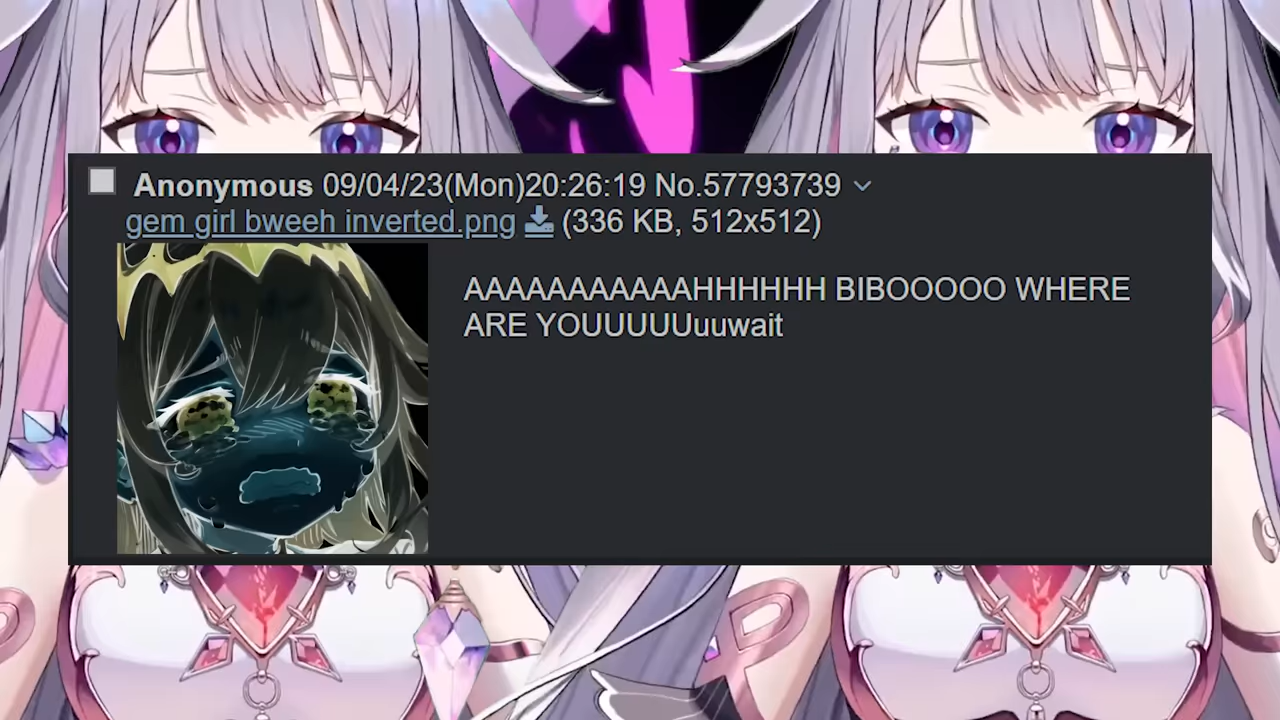 Anonymous 09/04/23(Mon)20:26:19 No.57793739
gem girl bweeh inverted.png (336 KB, 512x512)
AAAAAAAAAAAHHHHHH BIBOOOOO WHERE
ARE YOUUUUUuuwait